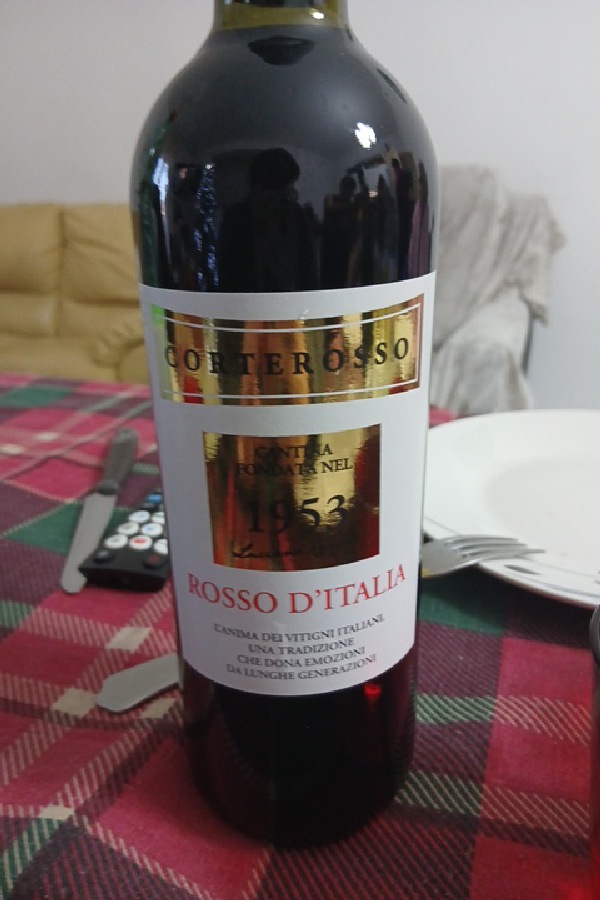 CORTEROSSO
CANTINA
FONDATA NEL
1953
ROSSO D'ITALIA
L'ANIMA DEI VITIGNI ITALIANI,
UNA TRADIZIONE
CHE DONA EMOZIONI
DA LUNGHE GENERAZIONI